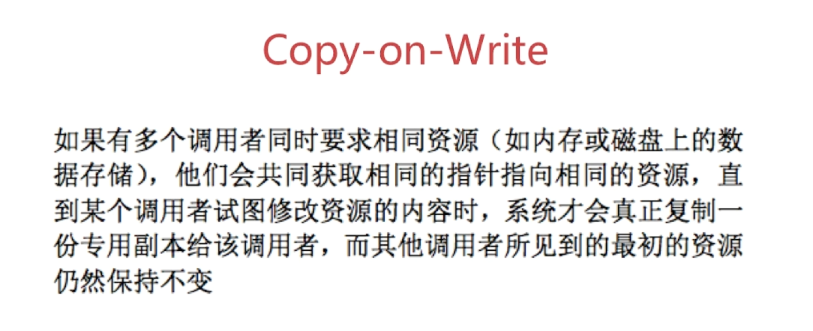 Copy-on-Write
如果有多个调用者同时要求相同资源（如内存或磁盘上的数
据存储），他们会共同获取相同的指针指向相同的资源，直
到某个调用者试图修改资源的内容时，系统才会真正复制一
份专用副本给该调用者，而其他调用者所见到的最初的资源
仍然保持不变